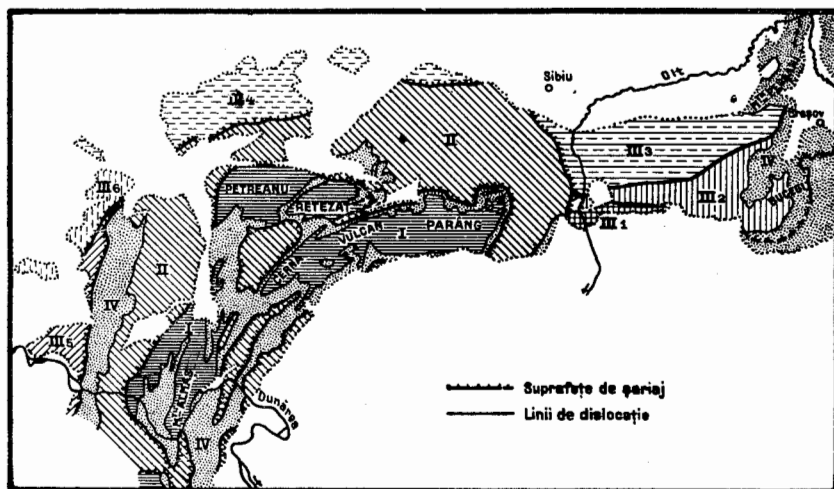 Sibiu
Olt
III4
II
III3
IV
III6
PETREANU
RETEZAT
III2
III1
VULCAN
I
PARÂNG
CERNA
II
IV
I
III5
Dunărea
IV
Suprafețe de șariaj
Linii de dislocație